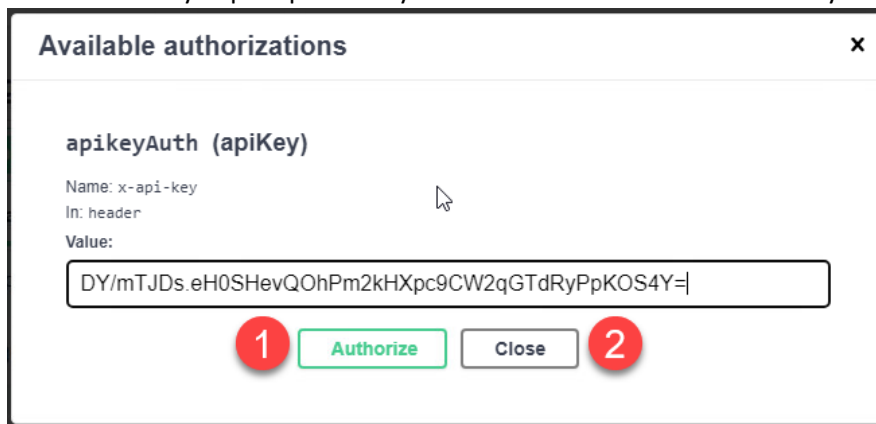 Available authorizations
×
apikeyAuth (apiKey)
Name: x-api-key
In: header
Value:
DY/mTJDs.eH0SHevQOhPm2kHXpc9CW2qGTdRyPpKOS4Y=
1 Authorize Close 2